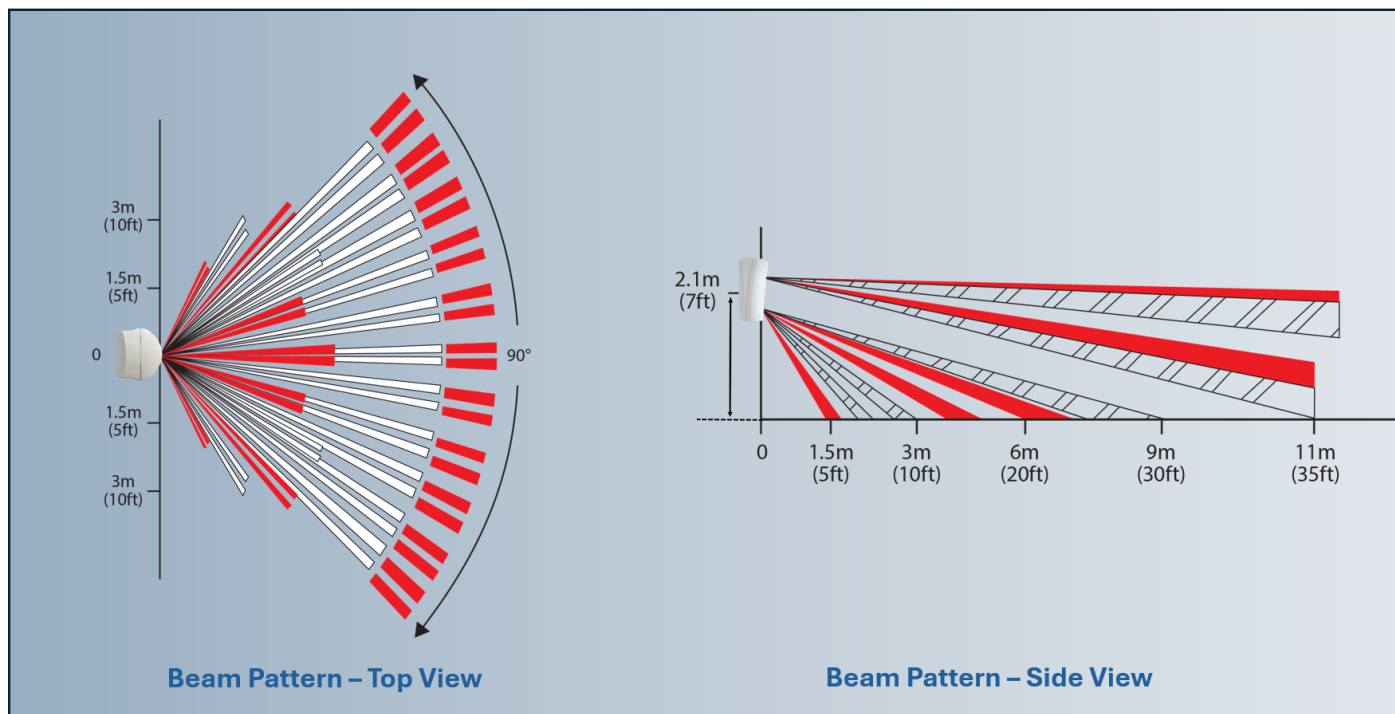 3m
(10ft)
1.5m
(5ft)
0
1.5m
(5ft)
3m
(10ft)
90°
Beam Pattern – Top View
2.1m
(7ft)
0
1.5m
(5ft)
3m
(10ft)
6m
(20ft)
9m
(30ft)
11m
(35ft)
Beam Pattern – Side View